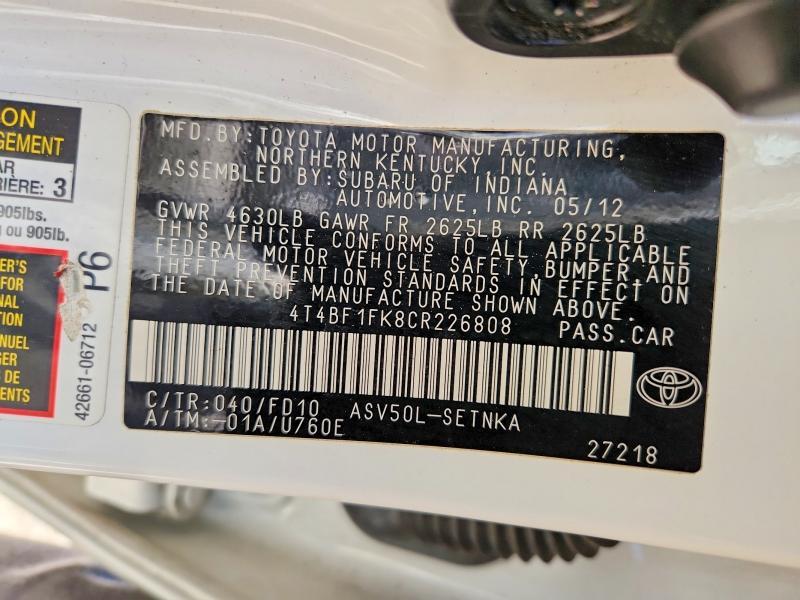 ON
GEMENT
AR
RIÈRE: 3
905lbs.
ou 905lb.
ER'S
FOR
NAL
TION
NUEL
GER
S DE
ENTS
P6
42661-06712
MFD.BY:TOYOTA MOTOR MANUFACTURING,
NORTHERN KENTUCKY,INC.
ASSEMBLED BY:SUBARU OF INDIANA
AUTOMOTIVE,INC. 05/12
GVWR 4630LB GAWR FR 2625LB RR 2625LB
THIS VEHICLE CONFORMS TO ALL APPLICABLE
FEDERAL MOTOR VEHICLE SAFETY,BUMPER AND
THEFT PREVENTION STANDARDS IN EFFECT ON
THE DATE OF MANUFACTURE SHOWN ABOVE.
4T4BF1FK8CR226808 PASS.CAR
C/TR:040/FD10 ASV50L-SETNKA
A/TM:-01A/U760E
27218